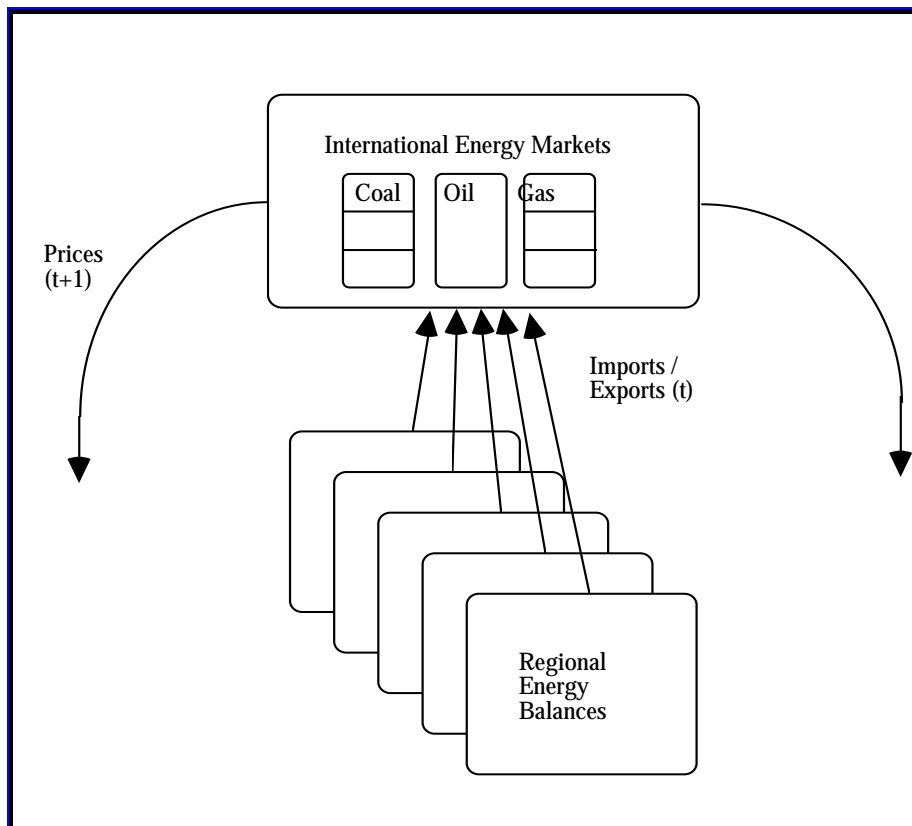 International Energy Markets
Coal Oil Gas
Prices
(t+1)
Imports /
Exports (t)
Regional
Energy
Balances